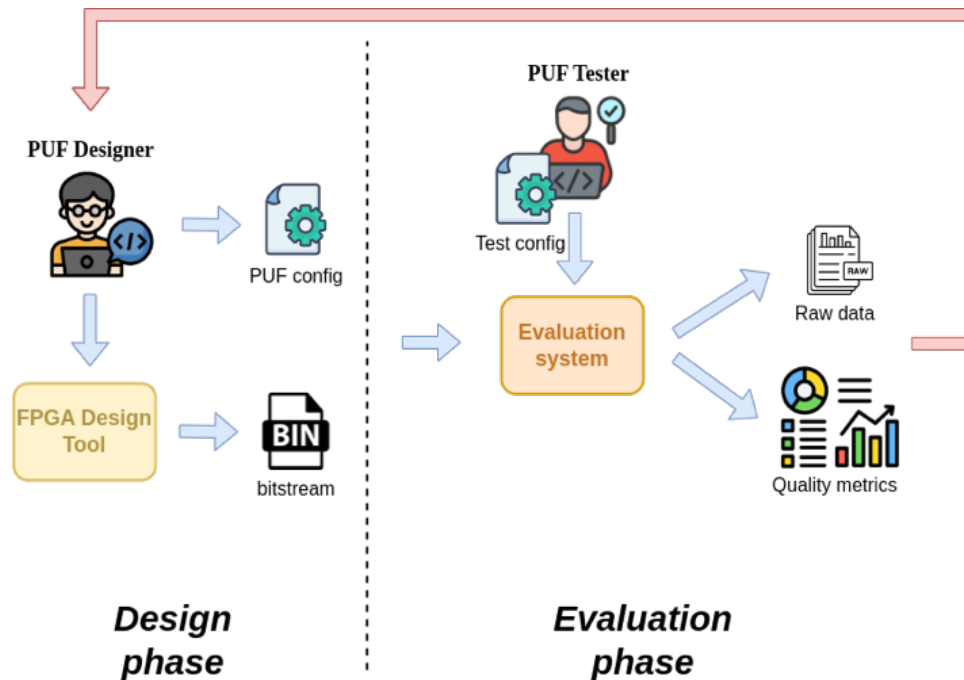 PUF Designer
</>
PUF config
FPGA Design
Tool
BIN
bitstream
Design
phase
PUF Tester
</>
Test config
Evaluation
system
RAW
Raw data
Quality metrics
Evaluation
phase